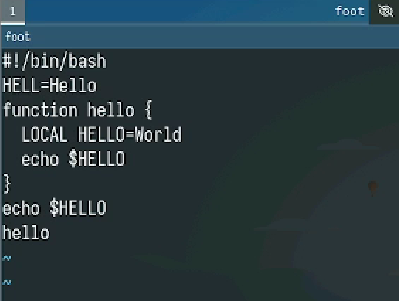 1
foot
foot
#!/bin/bash
HELL=Hello
function hello {
  LOCAL HELLO=World
  echo $HELLO
}
echo $HELLO
hello
~
~